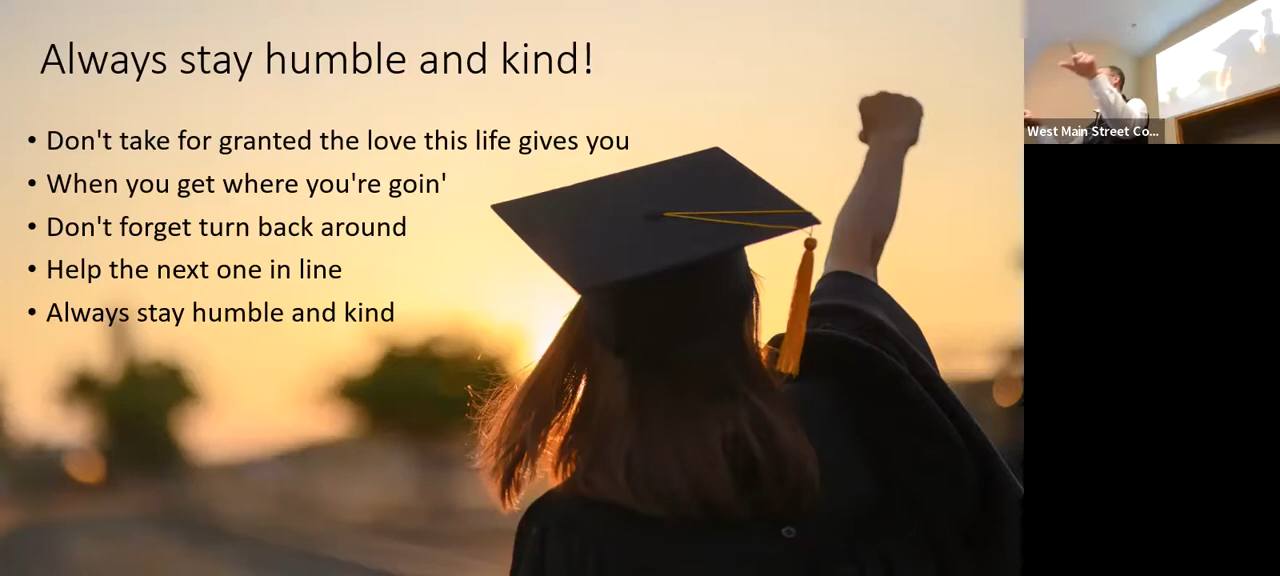 Always stay humble and kind!
• Don't take for granted the love this life gives you
• When you get where you're goin'
• Don't forget turn back around
• Help the next one in line
• Always stay humble and kind
West Main Street Co...